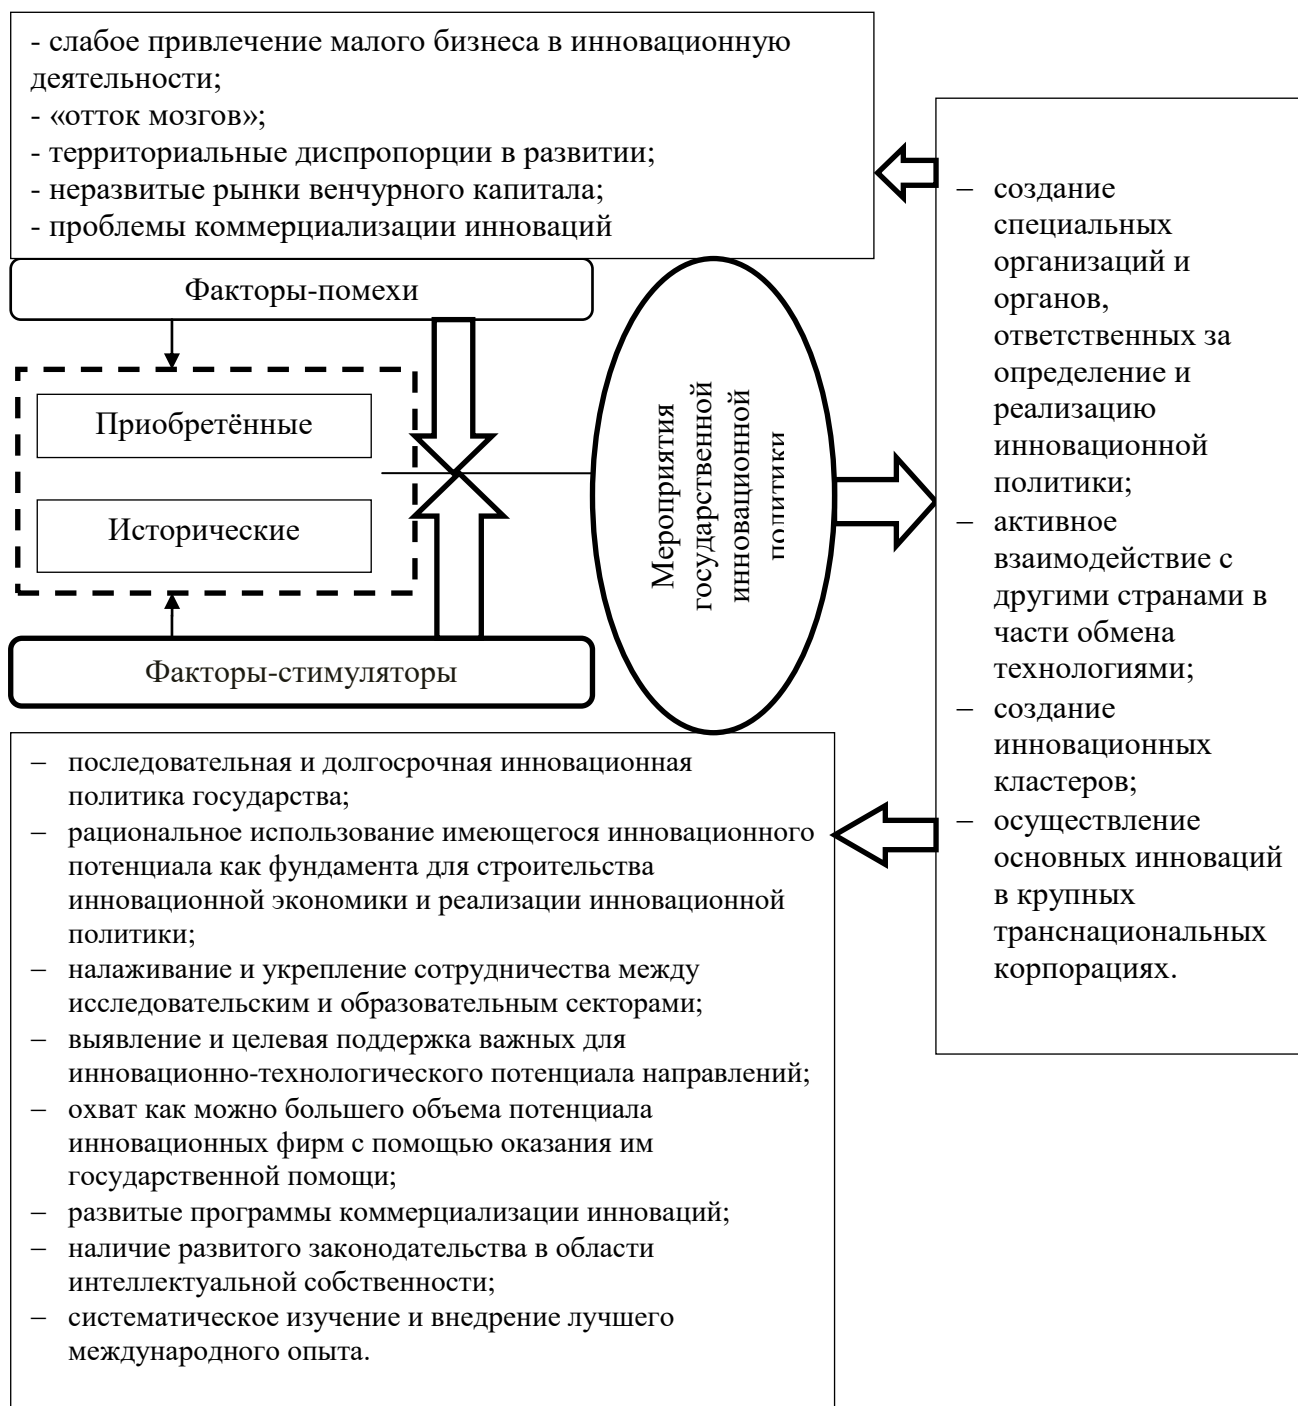 - слабое привлечение малого бизнеса в инновационную
деятельности;
- «отток мозгов»;
- территориальные диспропорции в развитии;
- неразвитые рынки венчурного капитала;
- проблемы коммерциализации инноваций
Факторы-помехи
Приобретённые
Исторические
Факторы-стимуляторы
Мероприятия
государственной
инновационной
политики
– создание
специальных
организаций и
органов,
ответственных за
определение и
реализацию
инновационной
политики;
– активное
взаимодействие с
другими странами в
части обмена
технологиями;
– создание
инновационных
кластеров;
– осуществление
основных инноваций
в крупных
транснациональных
корпорациях.
– последовательная и долгосрочная инновационная
политика государства;
– рациональное использование имеющегося инновационного
потенциала как фундамента для строительства
инновационной экономики и реализации инновационной
политики;
– налаживание и укрепление сотрудничества между
исследовательским и образовательным секторами;
– выявление и целевая поддержка важных для
инновационно-технологического потенциала направлений;
– охват как можно большего объема потенциала
инновационных фирм с помощью оказания им
государственной помощи;
– развитые программы коммерциализации инноваций;
– наличие развитого законодательства в области
интеллектуальной собственности;
– систематическое изучение и внедрение лучшего
международного опыта.